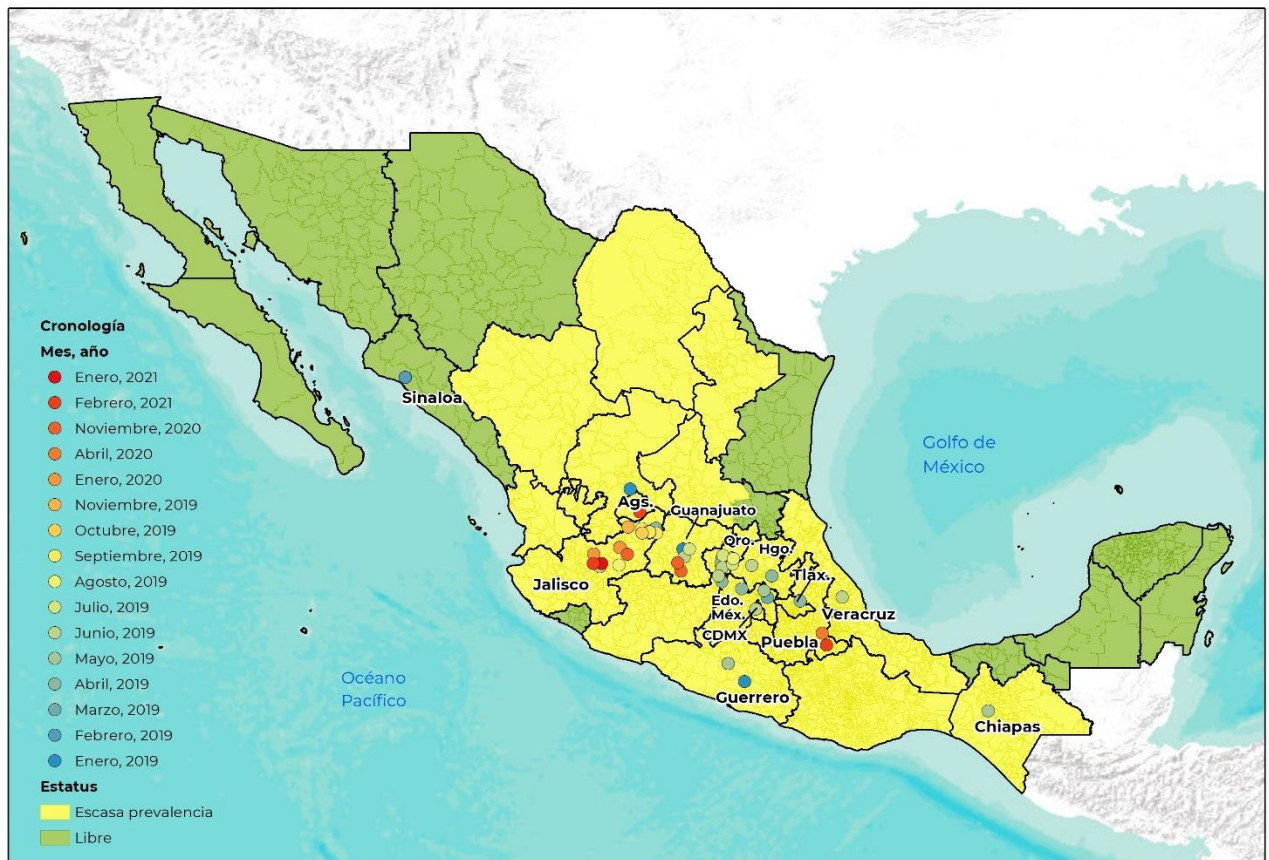 Cronología
Mes, año
Enero, 2021
Febrero, 2021
Noviembre, 2020
Abril, 2020
Enero, 2020
Noviembre, 2019
Octubre, 2019
Septiembre, 2019
Agosto, 2019
Julio, 2019
Junio, 2019
Mayo, 2019
Abril, 2019
Marzo, 2019
Febrero, 2019
Enero, 2019
Estatus
Escasa prevalencia
Libre
Sinaloa
Golfo de
México
Ags.
Guanajuato
Qro.
Hgo.
Jalisco
Tlax.
Edo.
Méx.
Veracruz
CDMX
Puebla
Océano
Pacífico
Guerrero
Chiapas